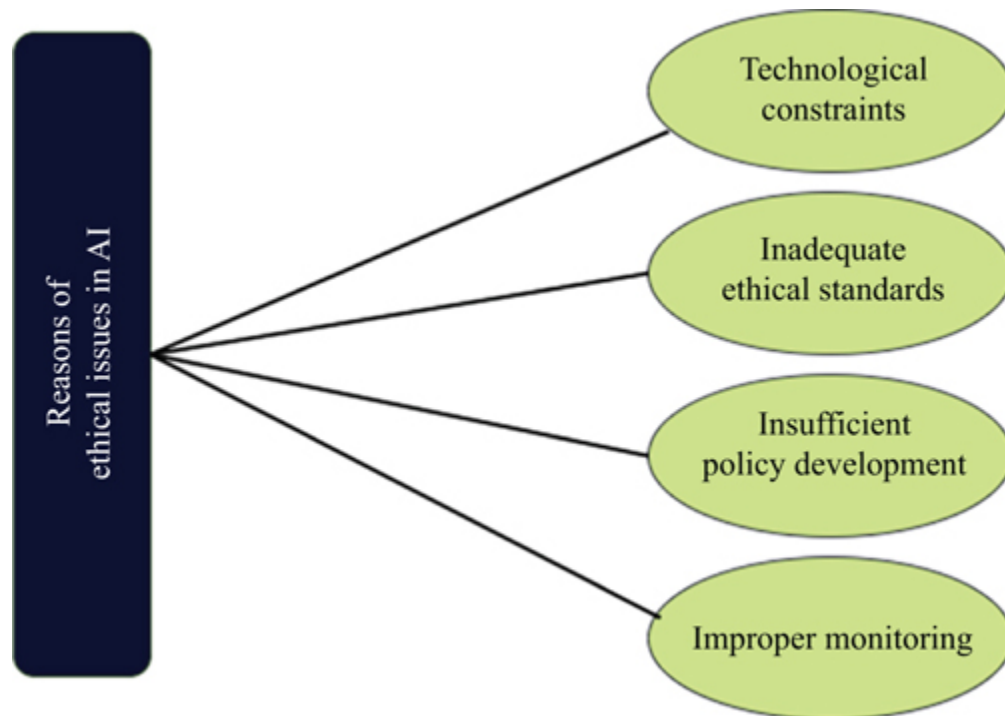 Reasons of
ethical issues in AI
Technological
constraints
Inadequate
ethical standards
Insufficient
policy development
Improper monitoring